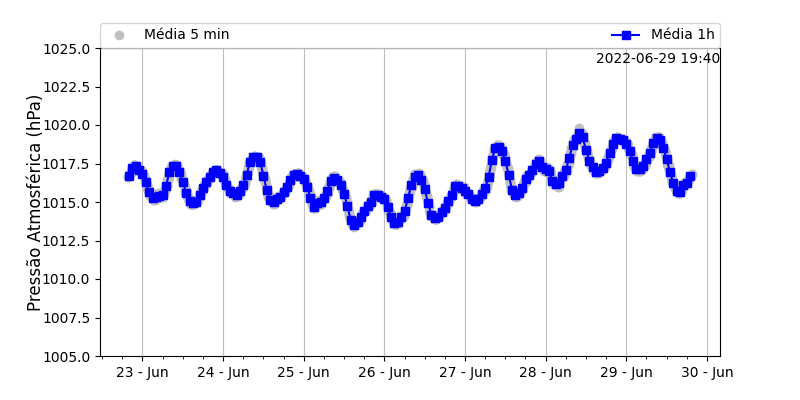 Média 5 min
Média 1h
2022-06-29 19:40
Pressão Atmosférica (hPa)
1025.0
1022.5
1020.0
1017.5
1015.0
1012.5
1010.0
1007.5
1005.0
23 - Jun
24 - Jun
25 - Jun
26 - Jun
27 - Jun
28 - Jun
29 - Jun
30 - Jun